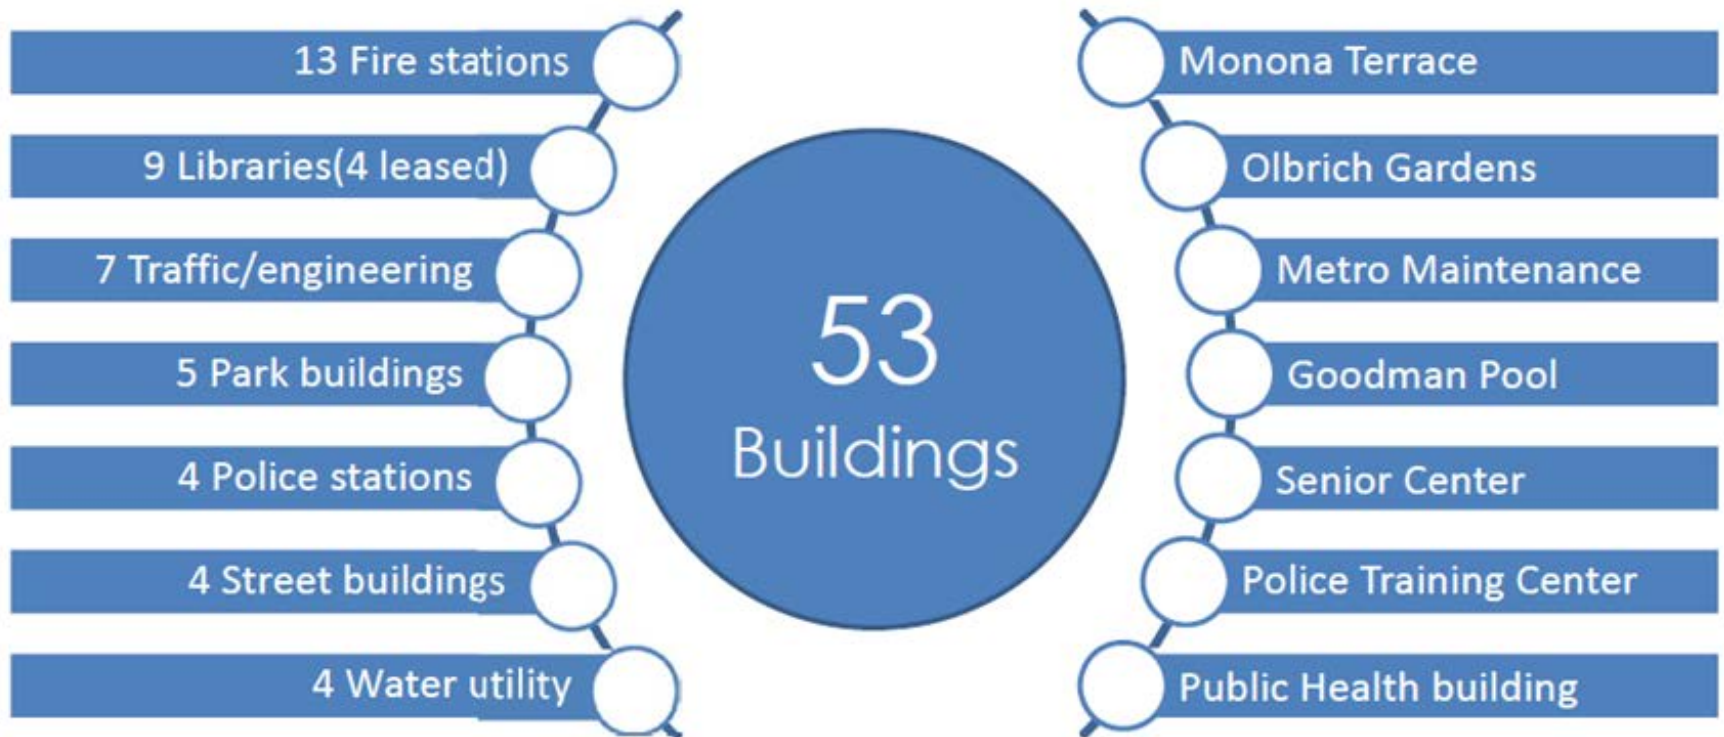 13 Fire stations
9 Libraries(4 leased)
7 Traffic/engineering
5 Park buildings
4 Police stations
4 Street buildings
4 Water utility
53
Buildings
Monona Terrace
Olbrich Gardens
Metro Maintenance
Goodman Pool
Senior Center
Police Training Center
Public Health building